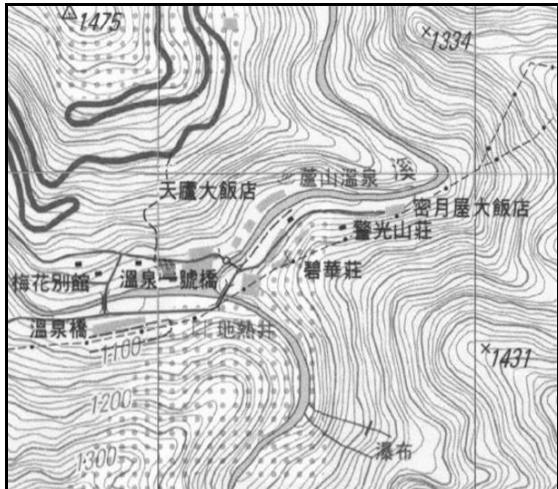 1475
1334
蘆山溫泉
溪
天廬大飯店
密月屋大飯店
警光山莊
碧華莊
梅花別館
溫泉一號橋
溫泉橋
地熱井
1100
1431
1200
瀑布
1300